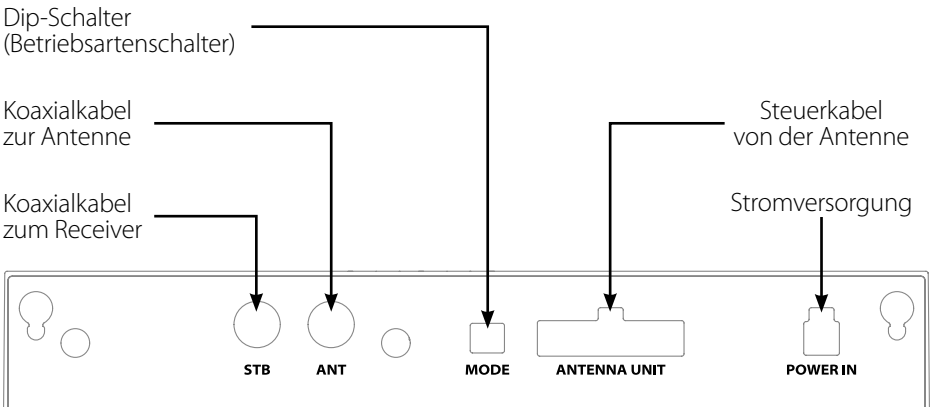 Dip-Schalter
(Betriebsartenschalter)
Koaxialkabel
zur Antenne
Steuerkabel
von der Antenne
Koaxialkabel
zum Receiver
Stromversorgung
STB
ANT
MODE
ANTENNA UNIT
POWER IN